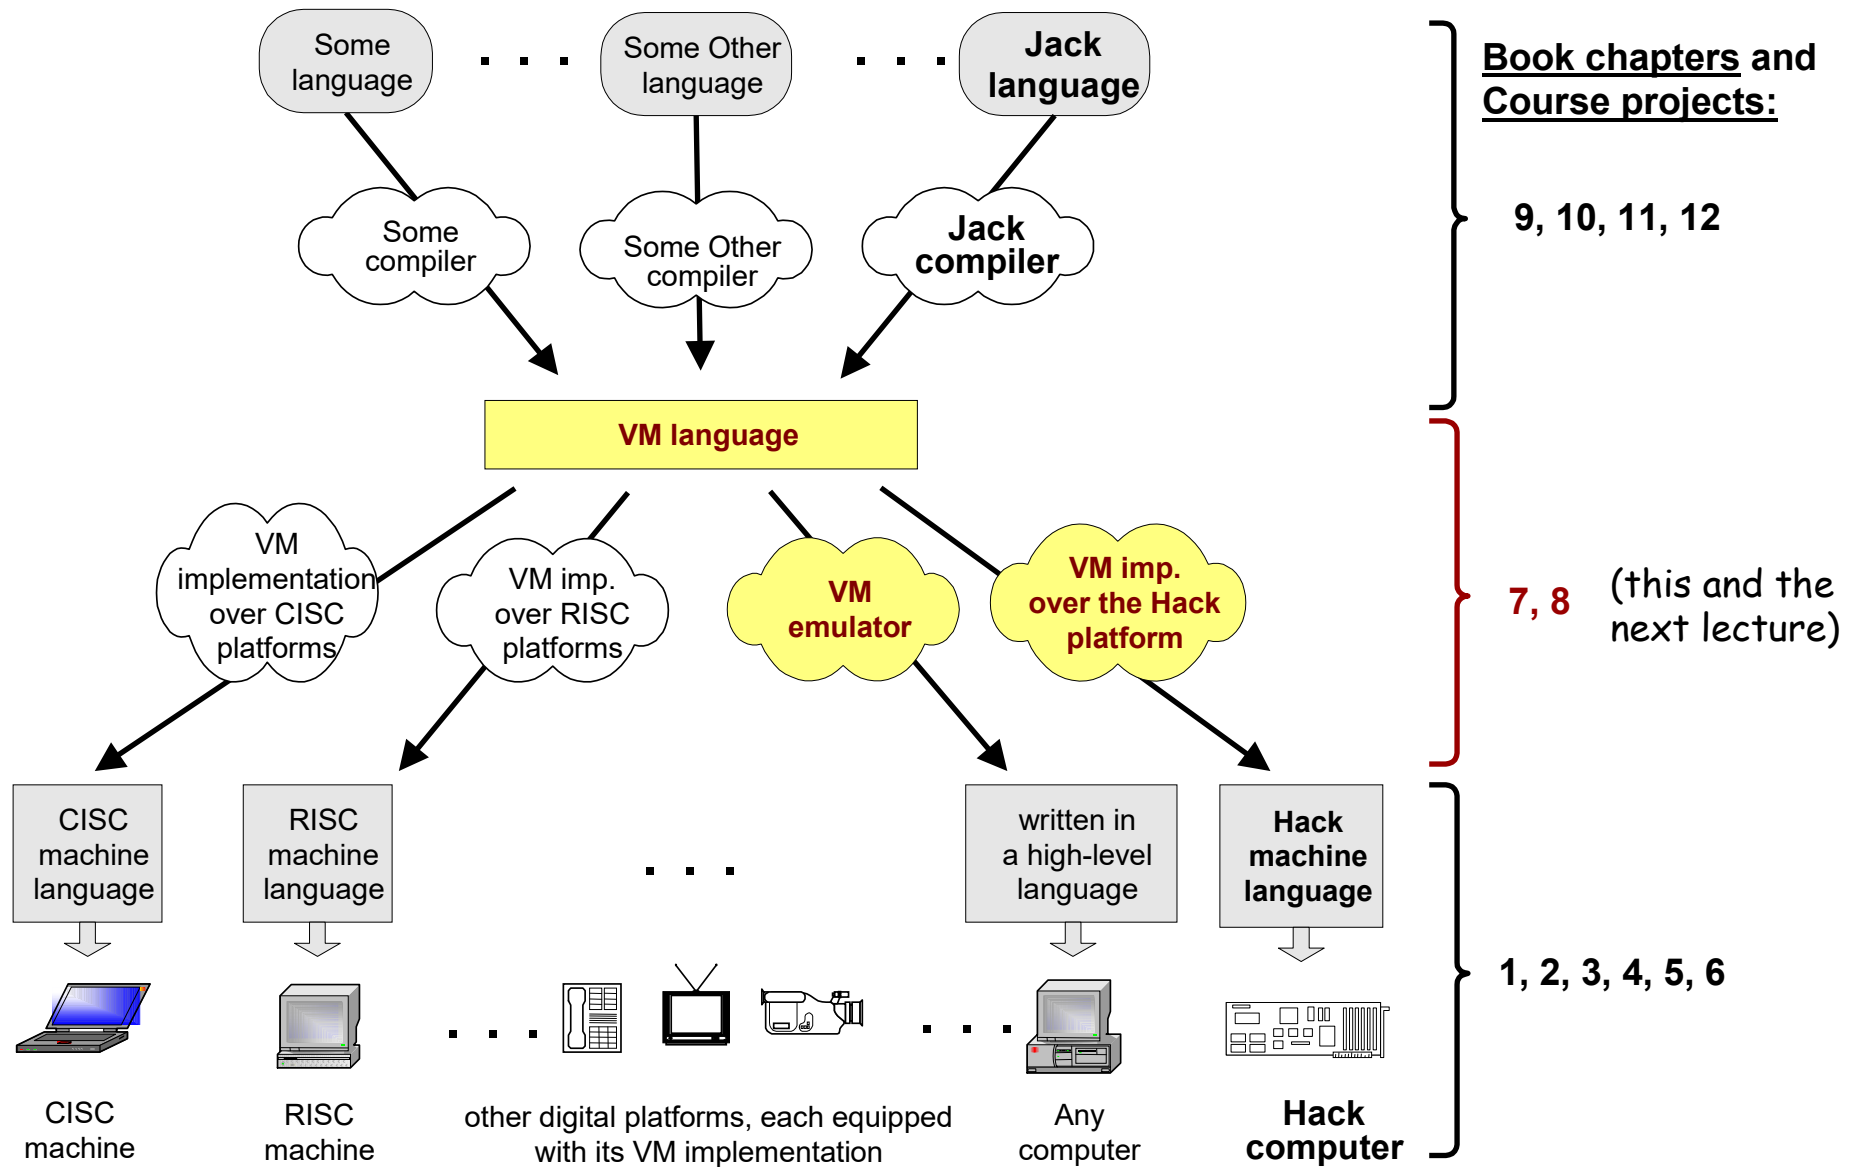 Some
language
. . .
Some Other
language
. . .
Jack
language
Book chapters and
Course projects:
Some
compiler
Some Other
compiler
Jack
compiler
9, 10, 11, 12
VM language
VM
implementation
over CISC
platforms
VM imp.
over RISC
platforms
VM
emulator
VM imp.
over the Hack
platform
7, 8
(this and the
next lecture)
CISC
machine
language
RISC
machine
language
. . .
written in
a high-level
language
Hack
machine
language
1, 2, 3, 4, 5, 6
. . .
. . .
CISC
machine
RISC
machine
other digital platforms, each equipped
with its VM implementation
Any
computer
Hack
computer